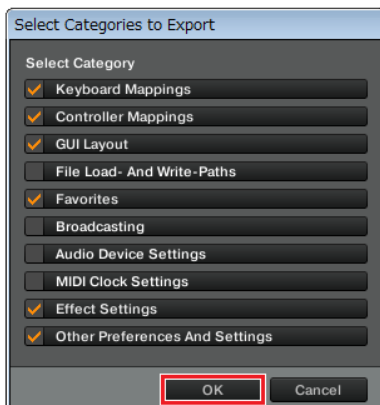 Select Categories to Export
Select Category
Keyboard Mappings
Controller Mappings
GUI Layout
File Load- And Write-Paths
Favorites
Broadcasting
Audio Device Settings
MIDI Clock Settings
Effect Settings
Other Preferences And Settings
OK Cancel